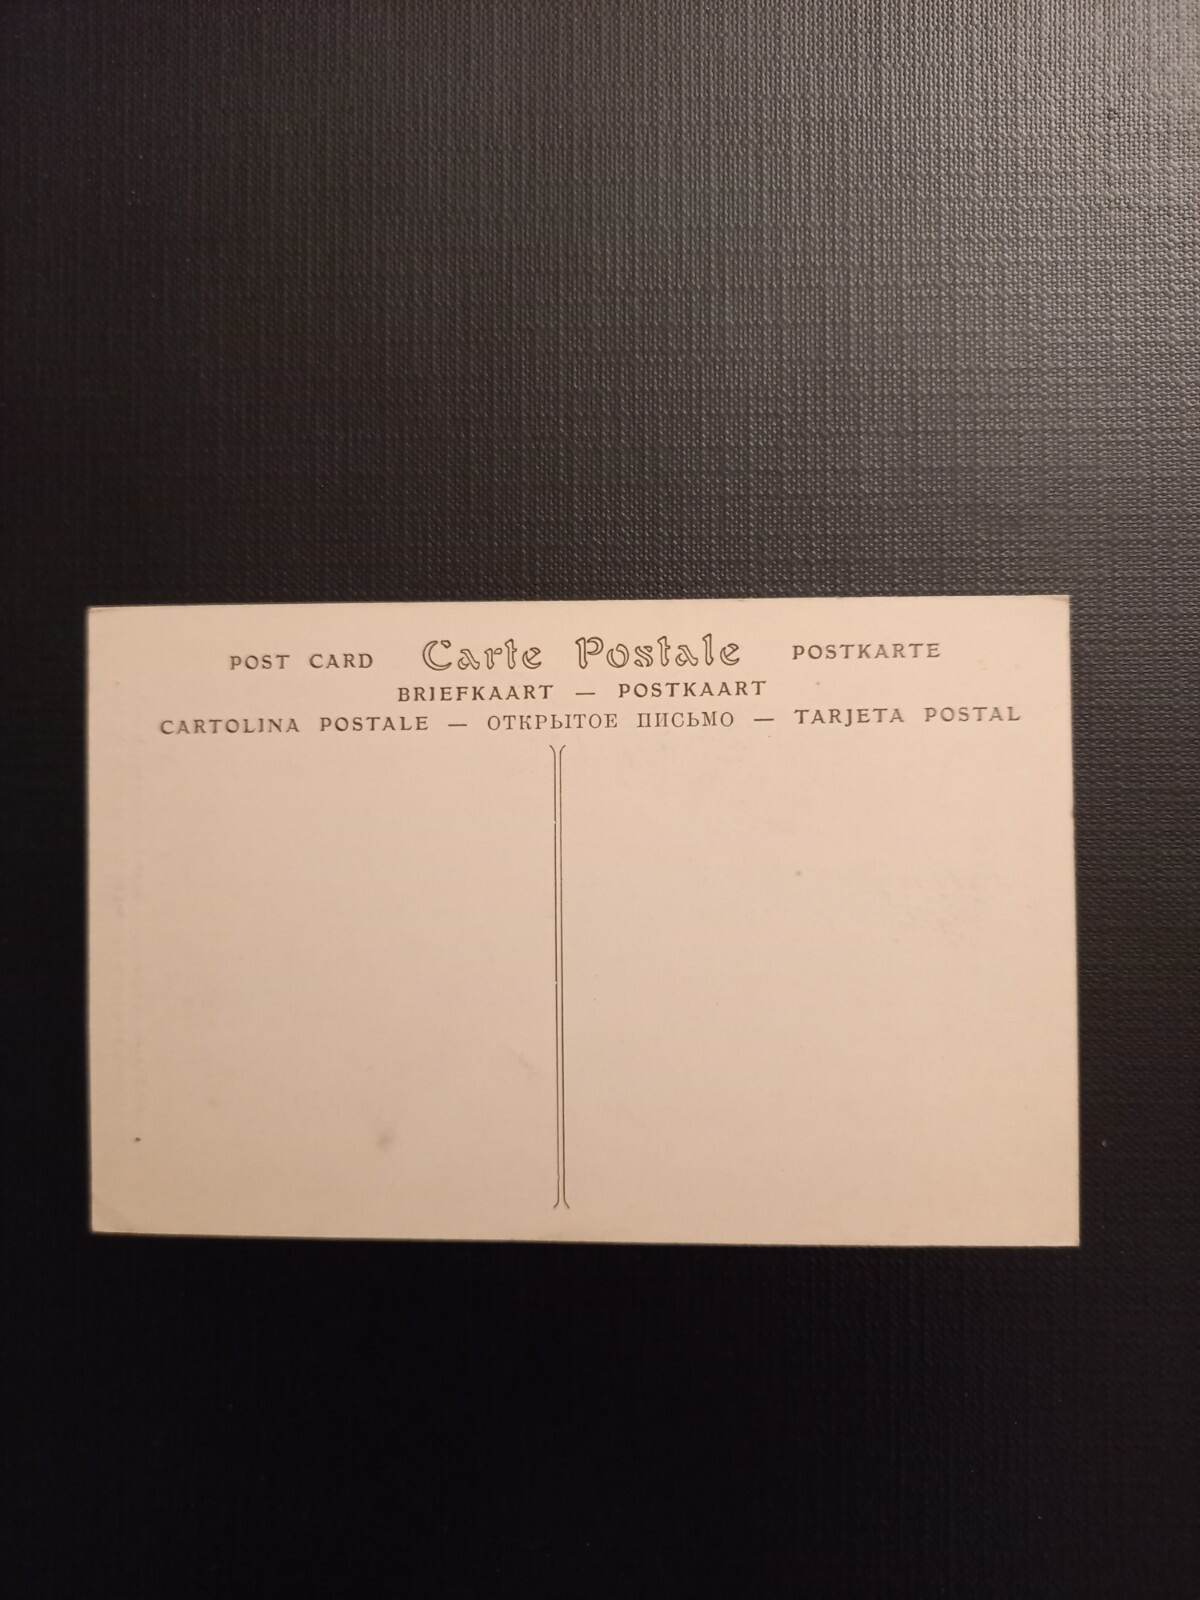 POST CARD Carte Postale POSTKARTE
BRIEFKAART — POSTKAART
CARTOLINA POSTALE — ОТКРЫТОЕ ПИСЬМО — TARJETA POSTAL